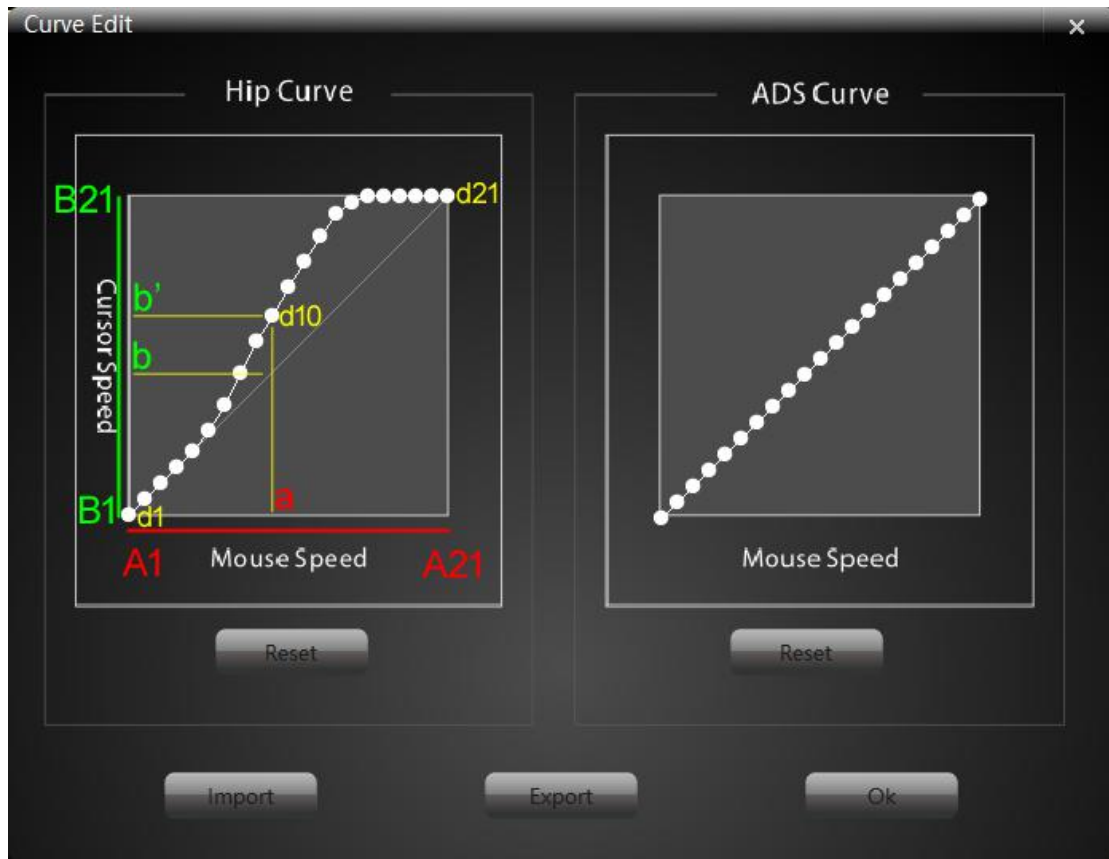 Curve Edit
×
Hip Curve
B21
d21
Cursor Speed
b’
d10
b
B1
d1
a
A1
Mouse Speed
A21
Reset
ADS Curve
Mouse Speed
Reset
Import
Export
Ok